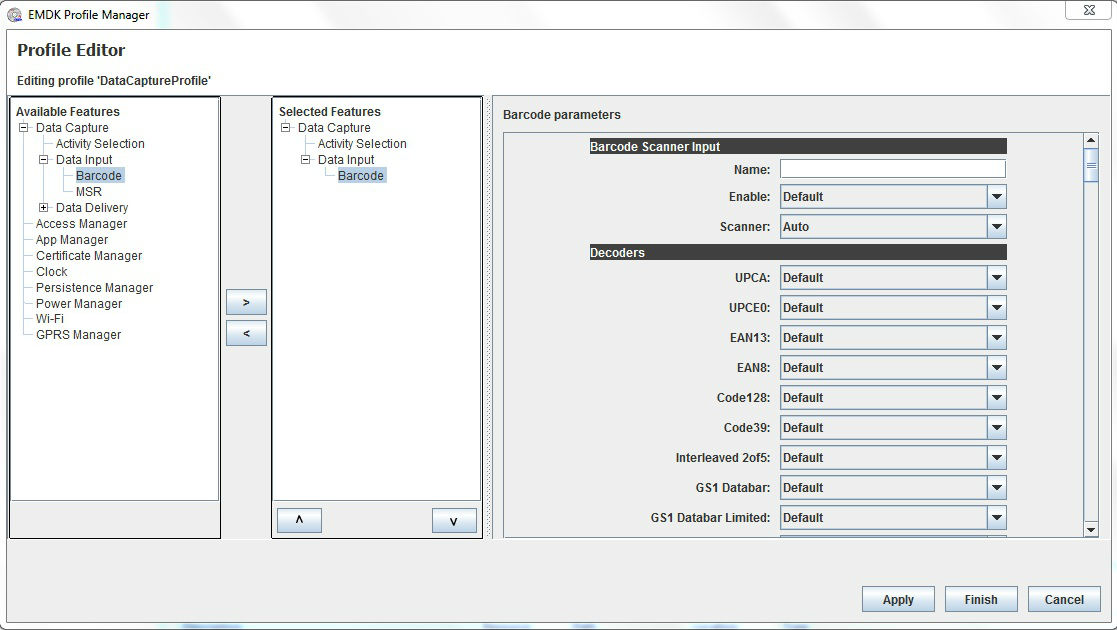 EMDK Profile Manager
Profile Editor
Editing profile 'DataCaptureProfile'
Available Features
Data Capture
Activity Selection
Data Input
Barcode
MSR
Data Delivery
Access Manager
App Manager
Certificate Manager
Clock
Persistence Manager
Power Manager
Wi-Fi
GPRS Manager
>
<
Selected Features
Data Capture
Activity Selection
Data Input
Barcode
^
v
Barcode parameters
Barcode Scanner Input
Name:
Enable: Default
Scanner: Auto
Decoders
UPCA: Default
UPCE0: Default
EAN13: Default
EAN8: Default
Code128: Default
Code39: Default
Interleaved 2of5: Default
GS1 Databar: Default
GS1 Databar Limited: Default
Apply Finish Cancel